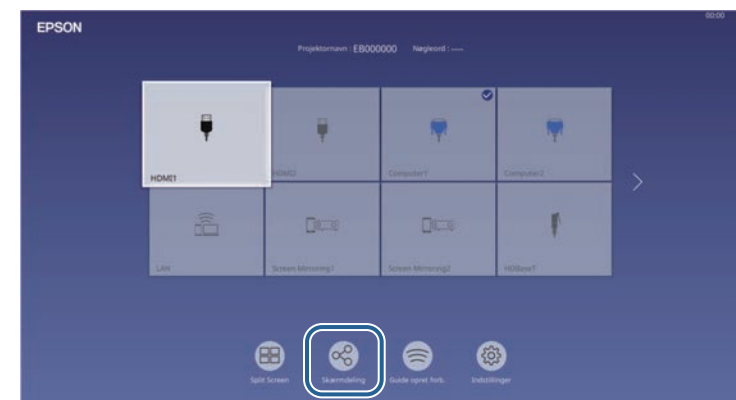 00:00
EPSON
Projektornavn : EB000000 Nøgleord : ----
HDMI1 HDMI2 Computer1 Computer2
LAN Screen Mirroring1 Screen Mirroring2 HDBaseT
Split Screen Skærmdeling Guide opret forb. Indstillinger